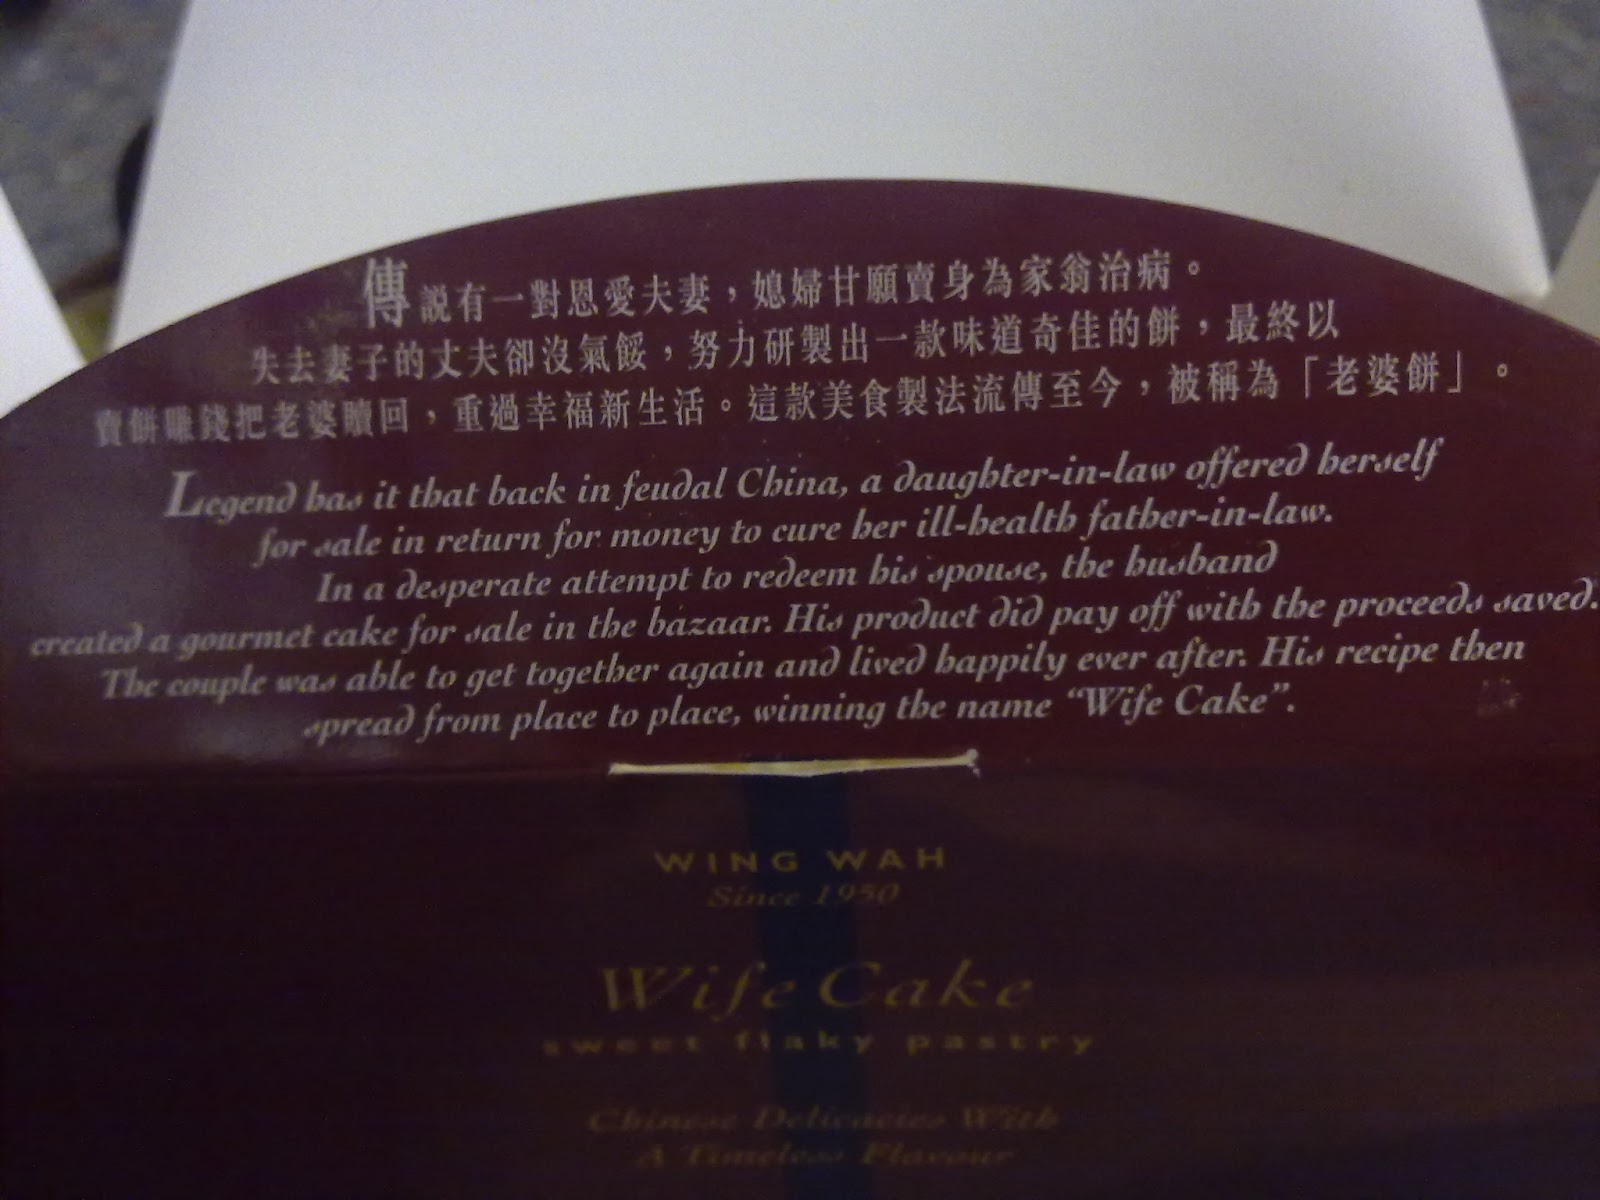 傳説有一對恩愛夫妻，媳婦甘願賣身為家翁治病。
失去妻子的丈夫卻沒氣餒，努力研製出一款味道奇佳的餅，最終以
賣餅賺錢把老婆贖回，重過幸福新生活。這款美食製法流傳至今，被稱為「老婆餅」。
Legend has it that back in feudal China, a daughter-in-law offered herself
for sale in return for money to cure her ill-health father-in-law.
In a desperate attempt to redeem his spouse, the husband
created a gourmet cake for sale in the bazaar. His product did pay off with the proceeds saved.
The couple was able to get together again and lived happily ever after. His recipe then
spread from place to place, winning the name “Wife Cake”.
WING WAH
Since 1950
Wife Cake
sweet flaky pastry
Chinese Delicacies With
A Timeless Flavour